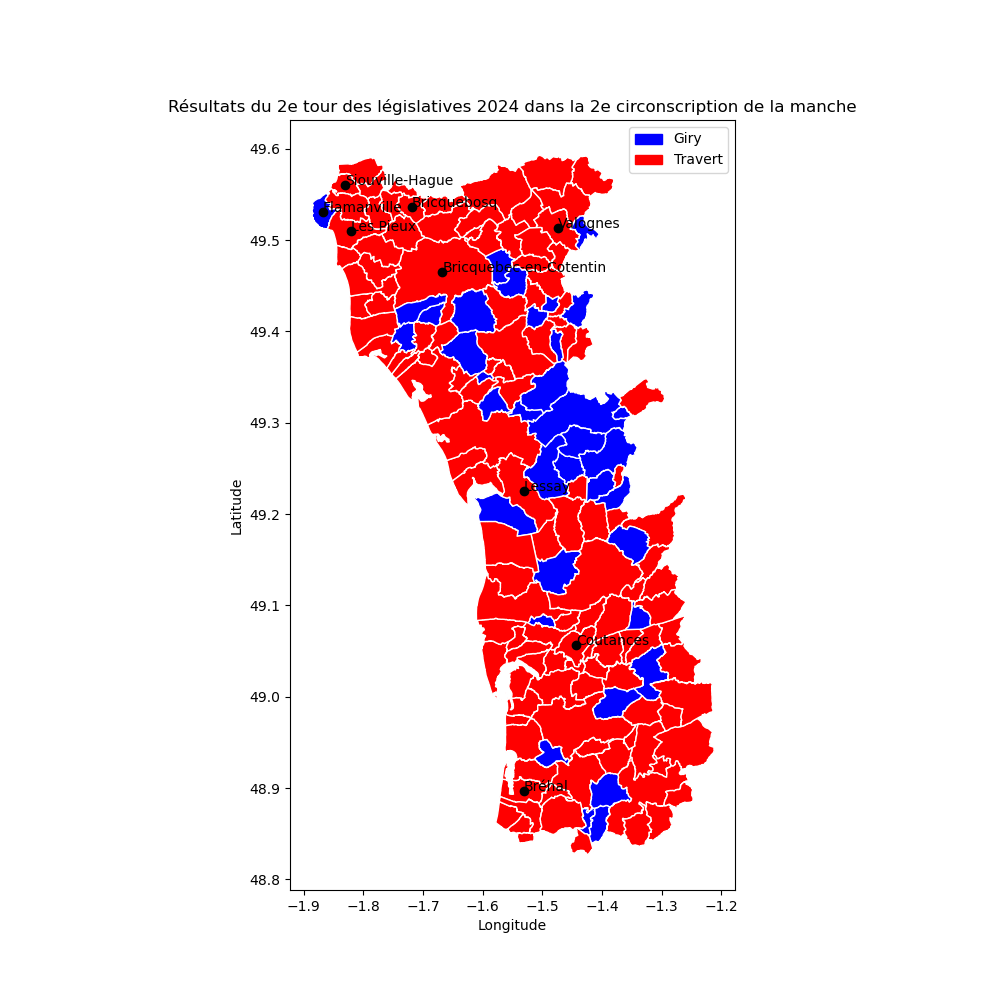 Résultats du 2e tour des législatives 2024 dans la 2e circonscription de la manche
Giry
Travert
49.6
49.5
49.4
49.3
49.2
49.1
49.0
48.9
48.8
Latitude
Siouville-Hague
Flamanville
Bricquebosq
Les Pieux
Valognes
Bricquebec-en-Cotentin
Lessay
Coutances
Bréhal
−1.9
−1.8
−1.7
−1.6
−1.5
−1.4
−1.3
−1.2
Longitude